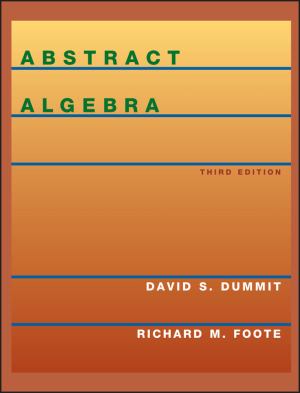 ABSTRACT
ALGEBRA
THIRD EDITION
DAVID S. DUMMIT
RICHARD M. FOOTE